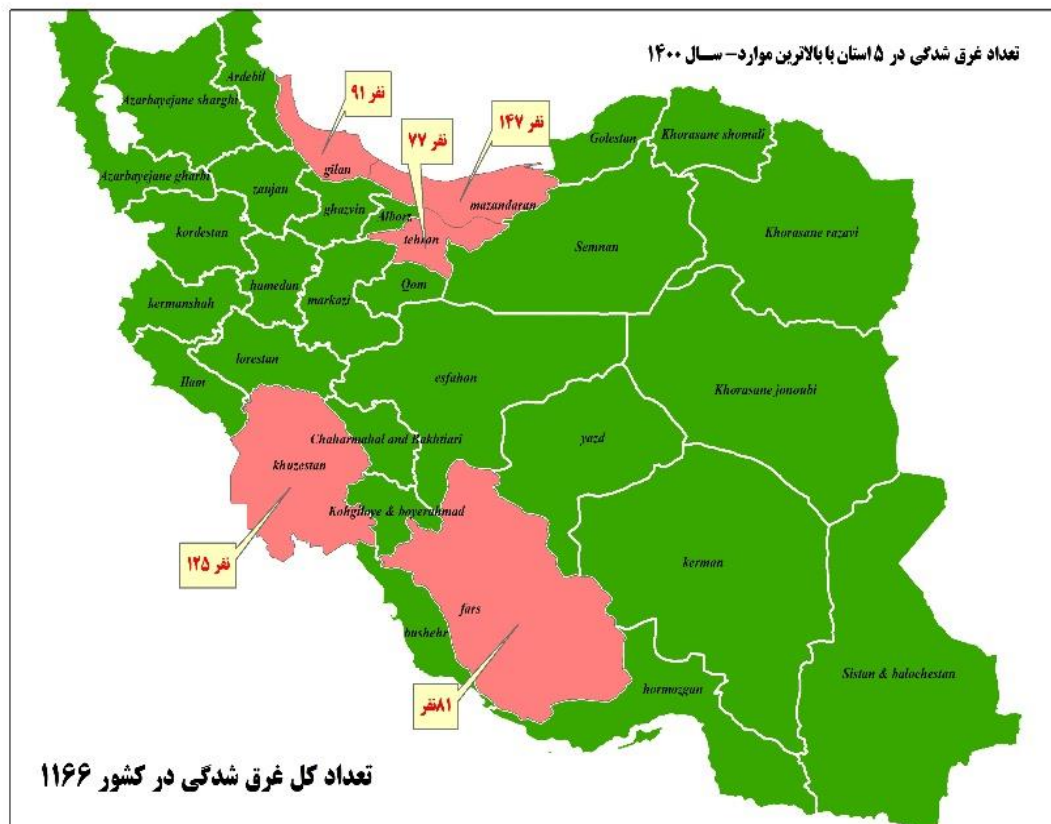 تعداد غرق شدگی در ۵ استان با بالاترین موارد- سـال ۱۴۰۰
Ardebil
نفر ۹۱
Azarbayejane sharghi
نفر ۱۴۷
نفر ۷۷
Golestan
Khorasane shomali
gilan
Azarbayejane gharbi
zanjan
ghazvin
mazandaran
Alborz
kordestan
tehran
Semnan
Khorasane razavi
hamedan
Qom
kermanshah
markazi
lorestan
Ilam
esfahan
Khorasane jonoubi
Chaharmahal and Bakhtiari
yazd
khuzestan
Kohgiloye & boyerahmad
نفر ۱۲۵
kerman
fars
bushehr
Sistan & balochestan
hormozgan
۸۱نفر
تعداد کل غرق شدگی در کشور ۱۱۶۶